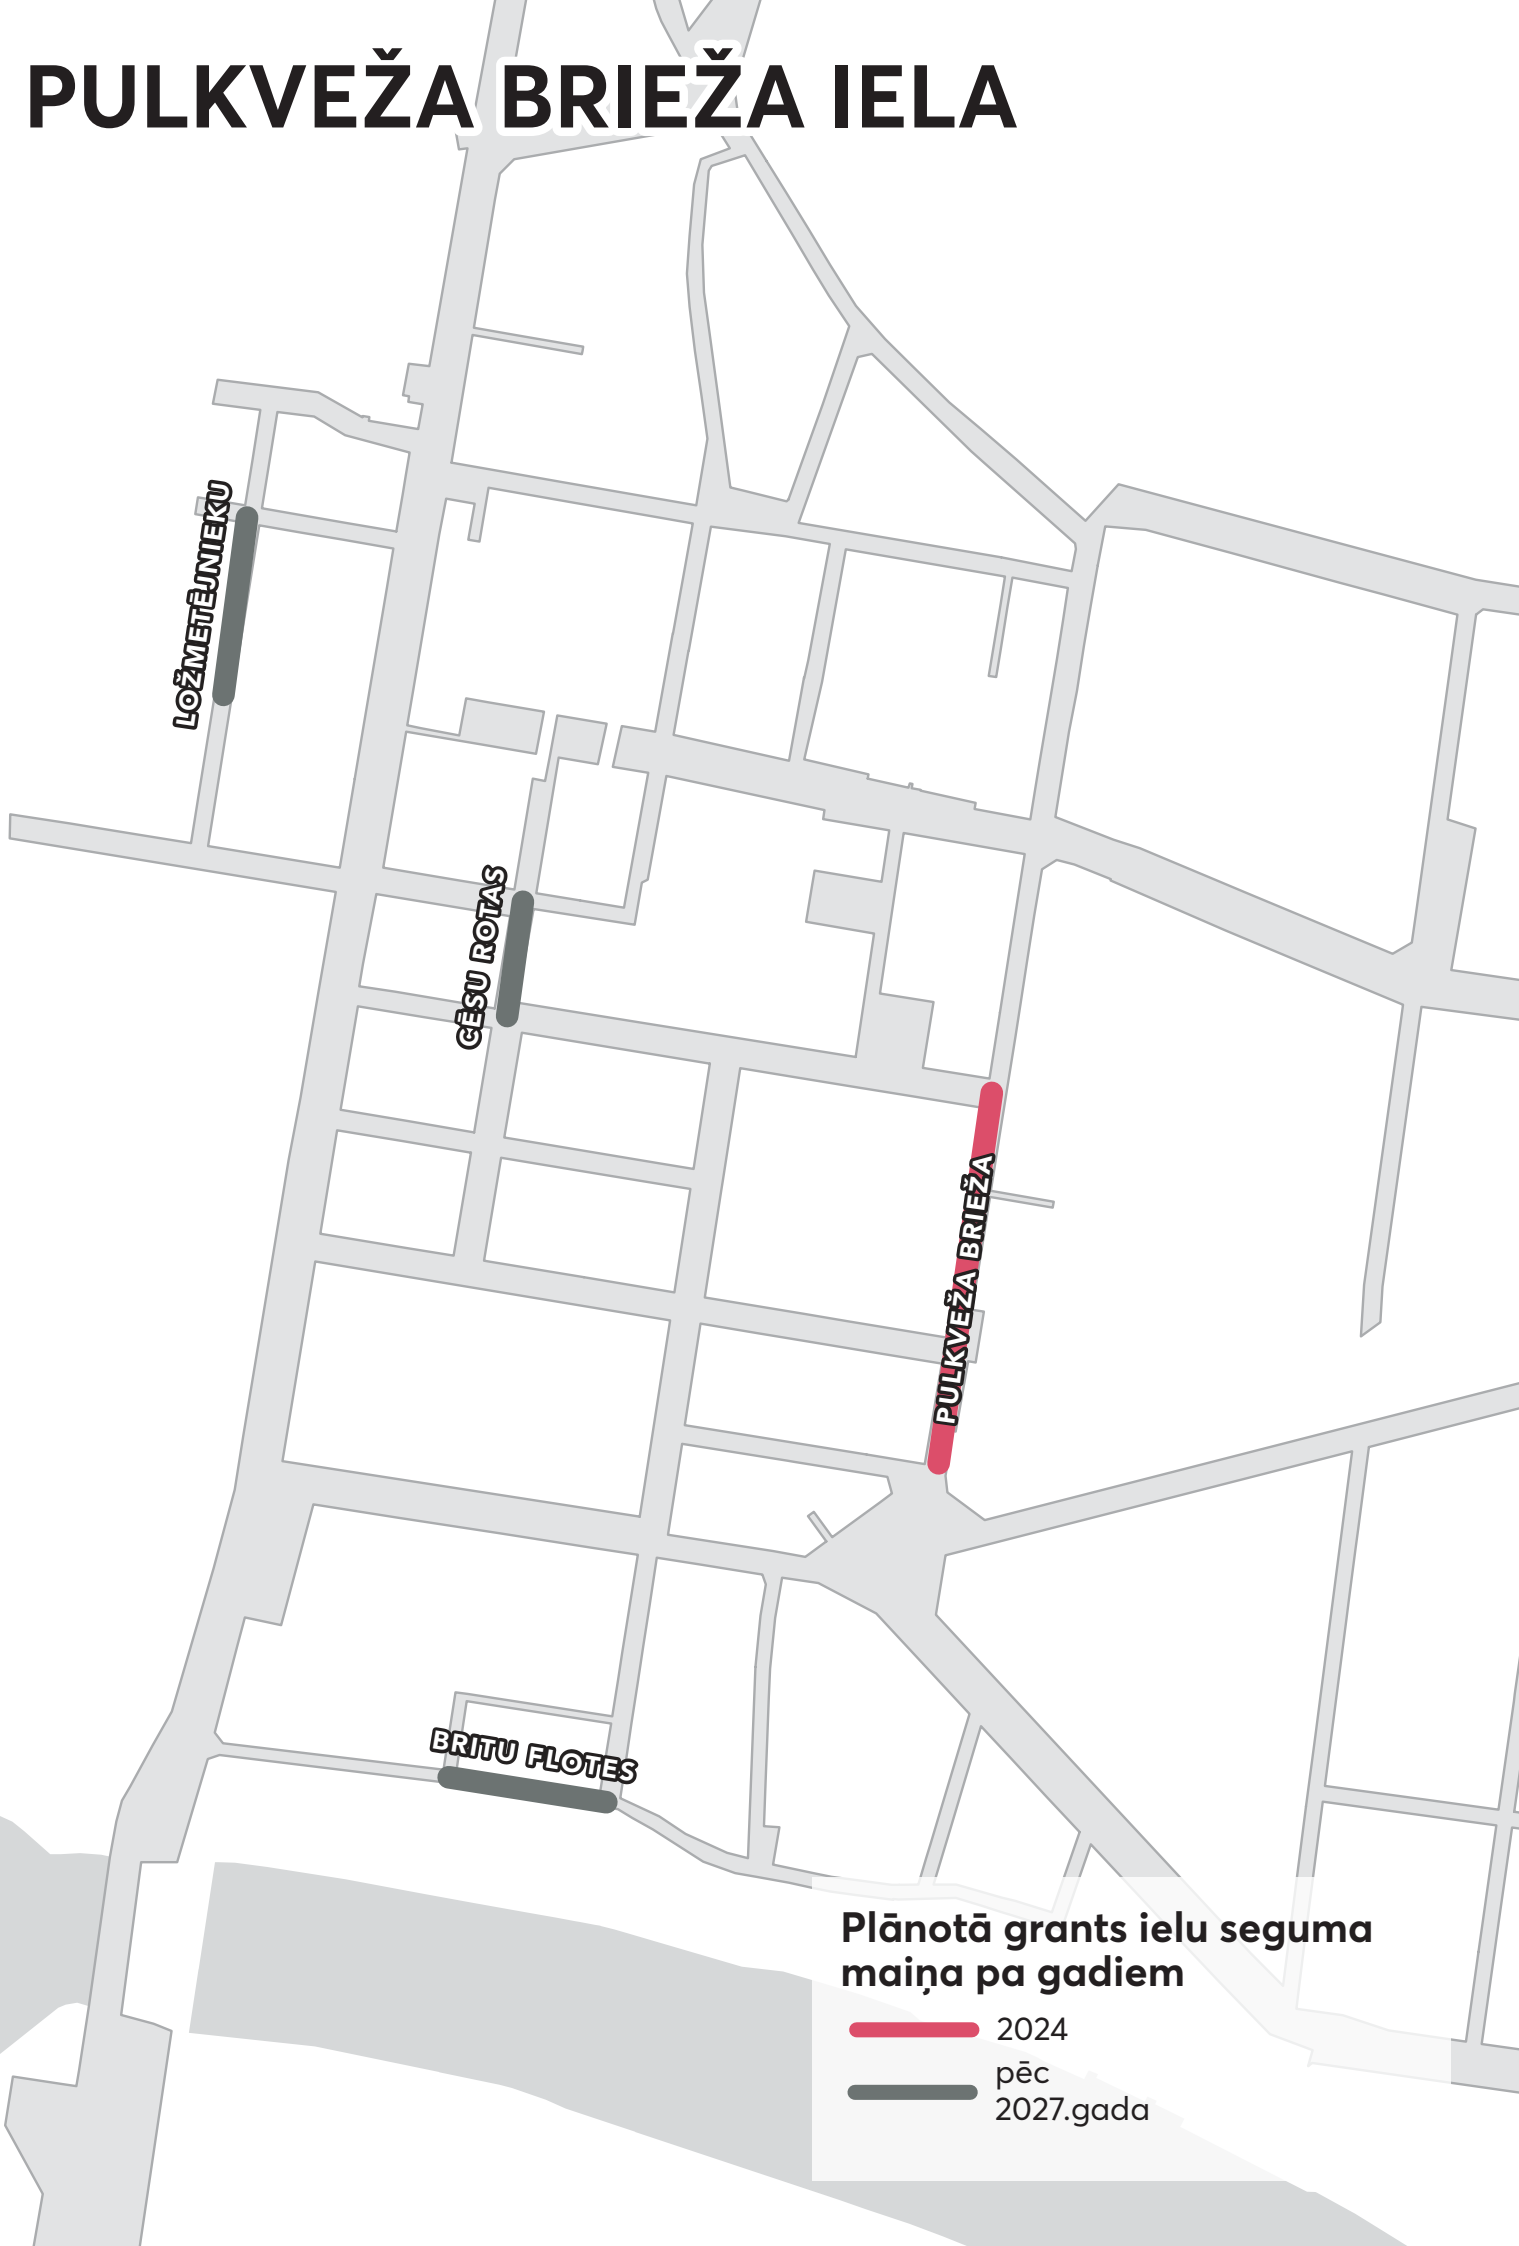 PULKVEŽA BRIEŽA IELA
LOŽMETĒJNIEKU
CĒSU ROTAS
PULKVEŽA BRIEŽA
BRITU FLOTES
Plānotā grants ielu seguma
maiņa pa gadiem
2024
pēc
2027.gada